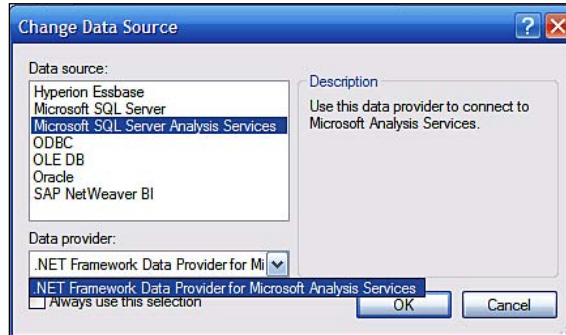 Change Data Source
Data source:
Hyperion Essbase
Microsoft SQL Server
Microsoft SQL Server Analysis Services
ODBC
OLE DB
Oracle
SAP NetWeaver BI
Description
Use this data provider to connect to
Microsoft Analysis Services.
Data provider:
.NET Framework Data Provider for Mi
.NET Framework Data Provider for Microsoft Analysis Services
Always use this selection
OK
Cancel